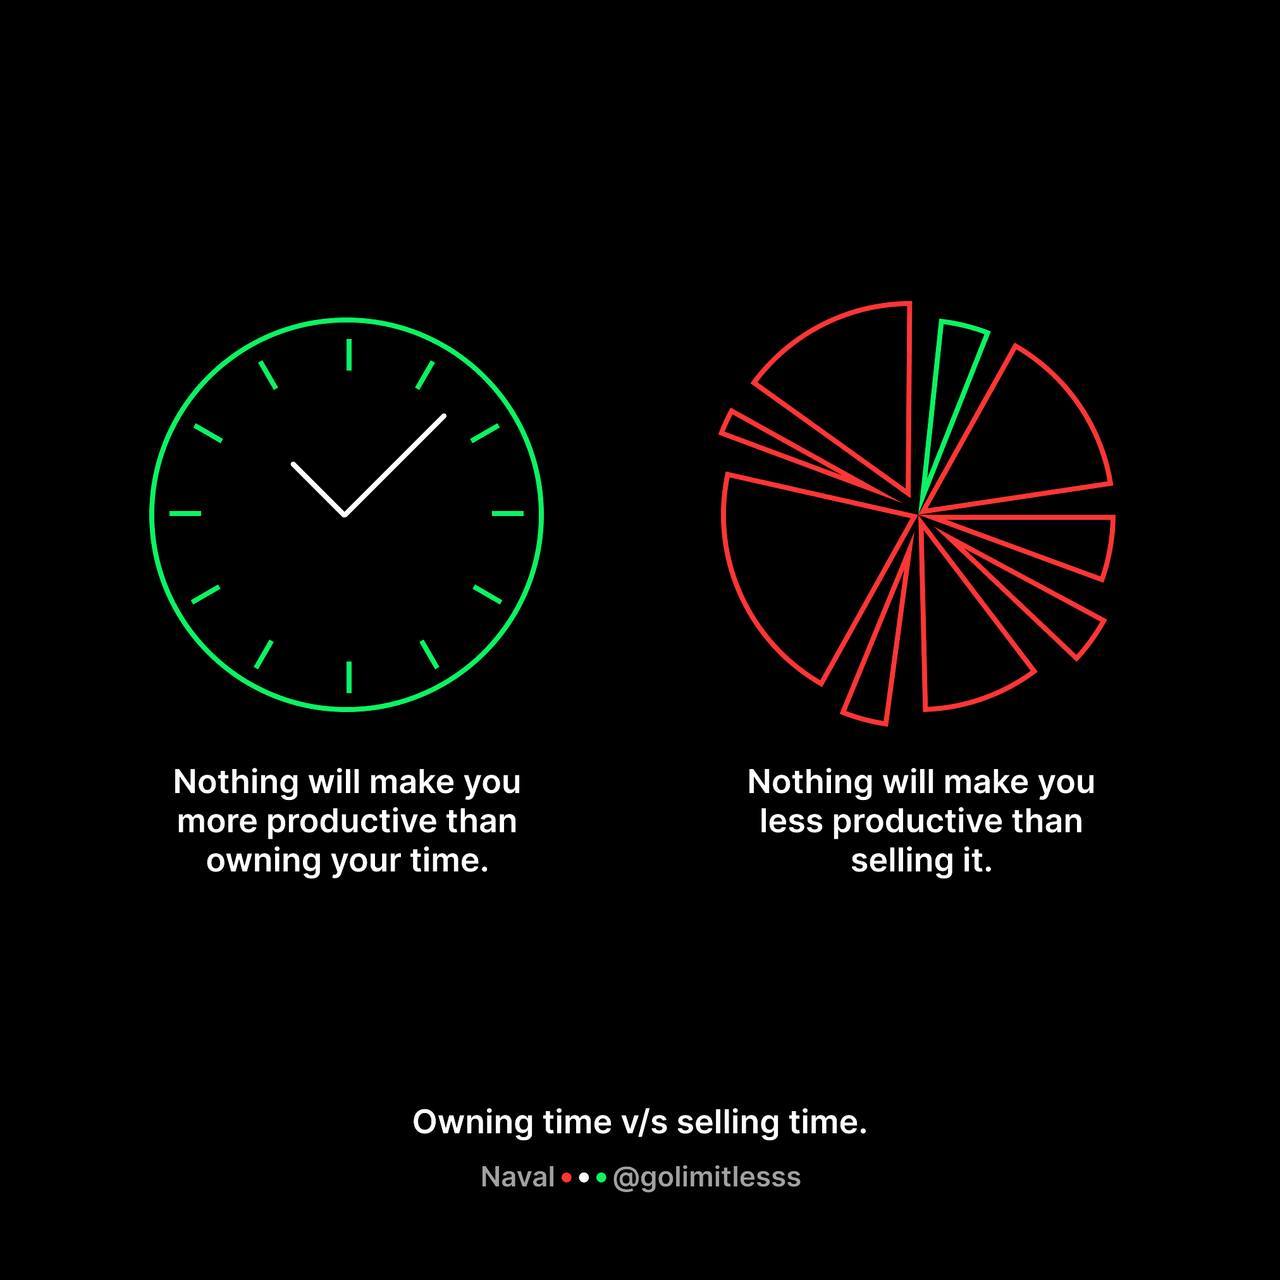 Nothing will make you
more productive than
owning your time.
Nothing will make you
less productive than
selling it.
Owning time v/s selling time.
Naval ••• @golimitlesss